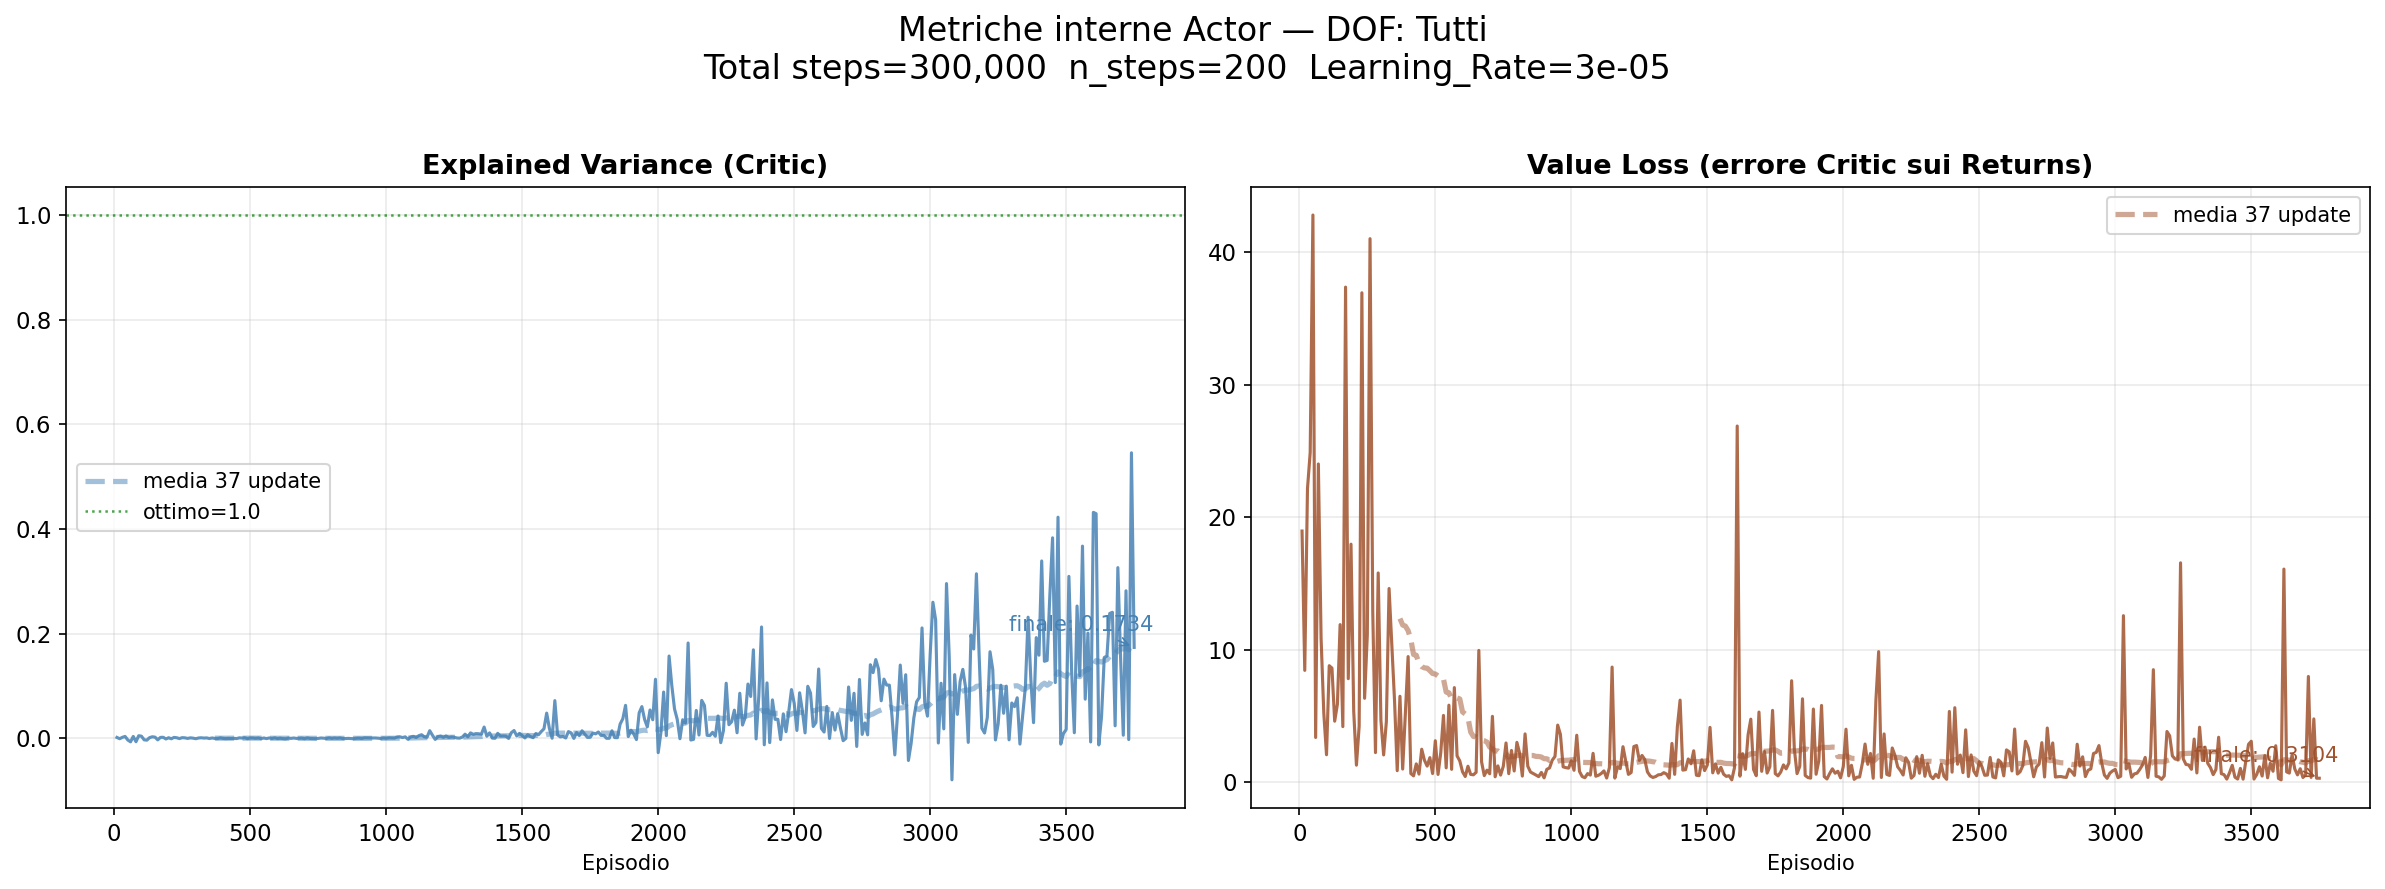 Metriche interne Actor — DOF: Tutti
Total steps=300,000  n_steps=200  Learning_Rate=3e-05
Explained Variance (Critic)
1.0
0.8
0.6
0.4
0.2
0.0
media 37 update
ottimo=1.0
finale: 0.1734
0
500
1000
1500
2000
2500
3000
3500
Episodio
Value Loss (errore Critic sui Returns)
40
30
20
10
0
media 37 update
finale: 0.3104
0
500
1000
1500
2000
2500
3000
3500
Episodio